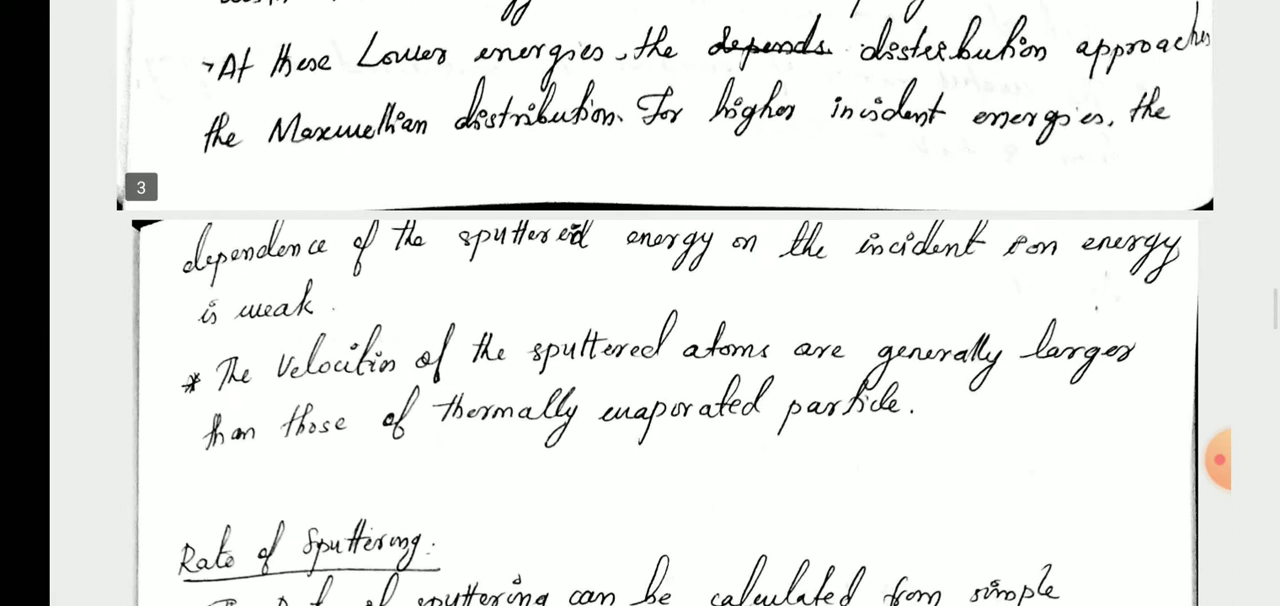 →At these Lower energies, the depends distribution approaches
the Maxwellian distribution. For higher incident energies, the
3
dependence of the sputtered energy on the incident ion energy
is weak.
* The velocities of the sputtered atoms are generally larger
than those of thermally evaporated particle.
Rate of Sputtering:
of sputtering can be calculated from simple